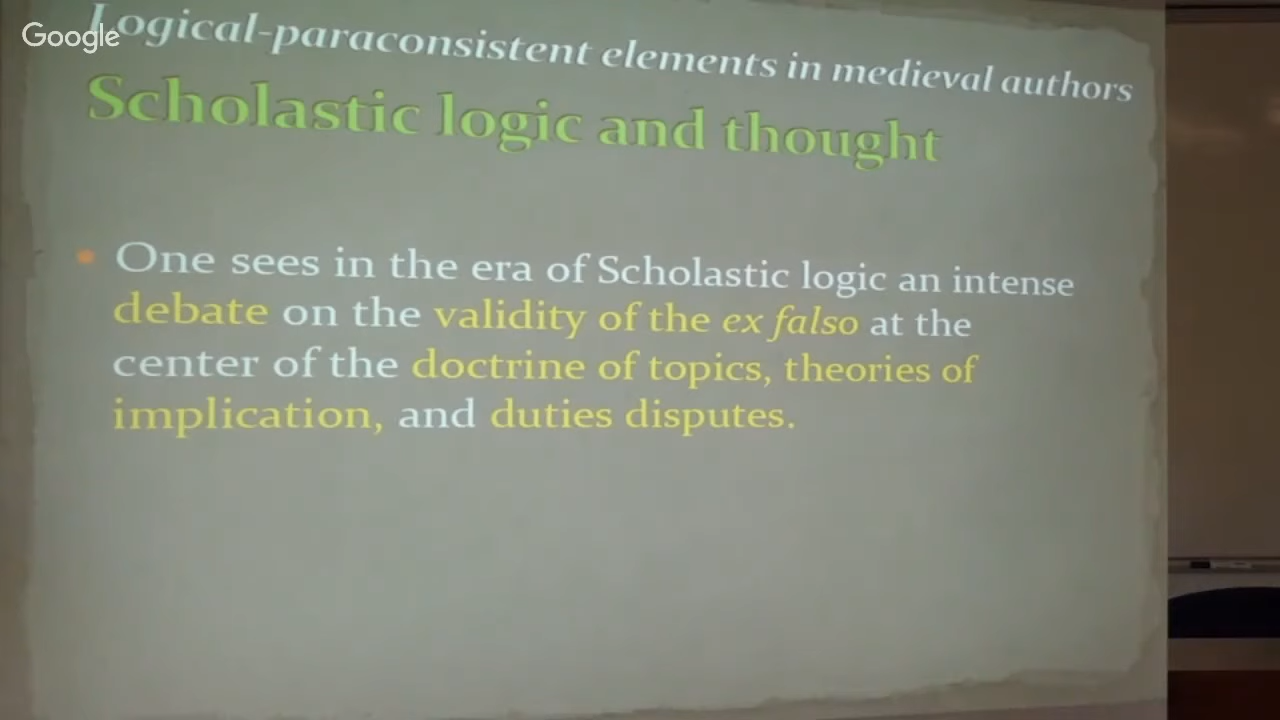 Google
Logical-paraconsistent elements in medieval authors
Scholastic logic and thought
One sees in the era of Scholastic logic an intense
debate on the validity of the ex falso at the
center of the doctrine of topics, theories of
implication, and duties disputes.